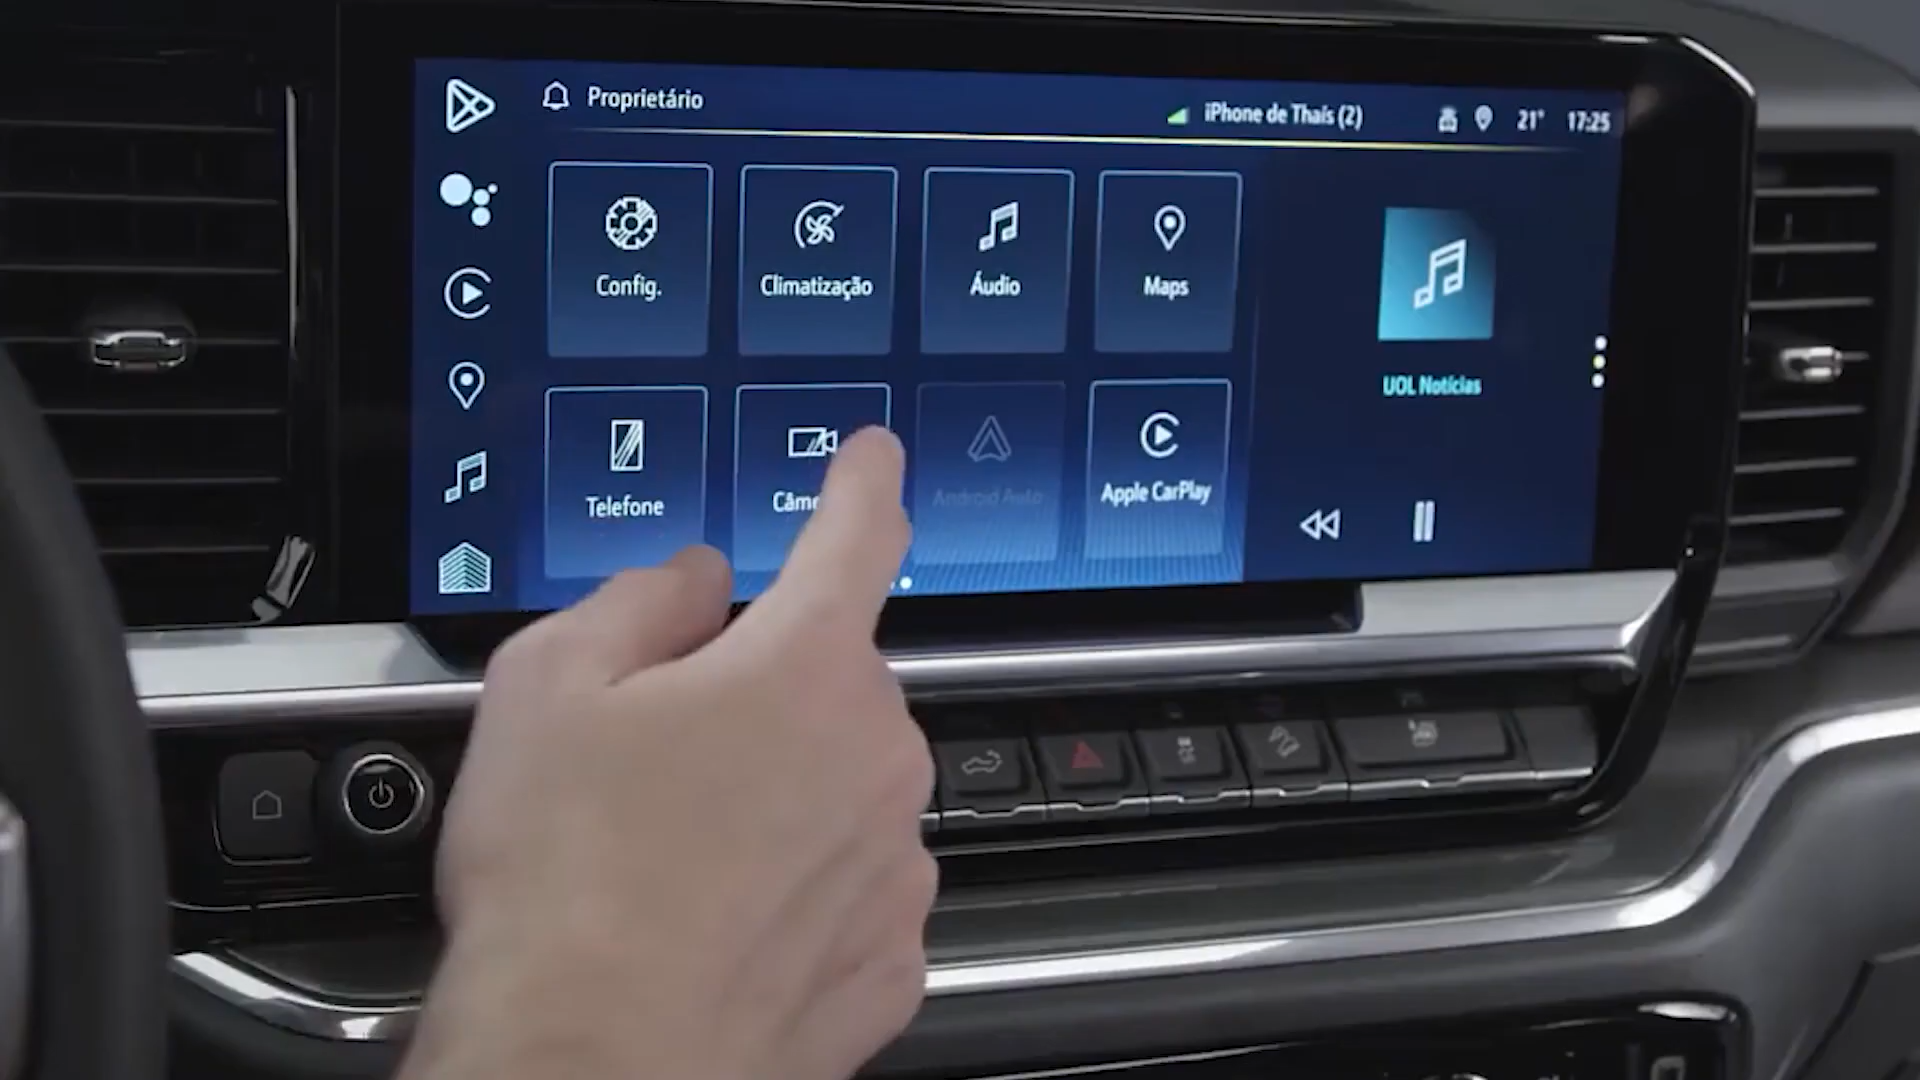 Proprietário
iPhone de Thaís (2)
21°
17:25
Config.
Climatização
Áudio
Maps
UOL Notícias
Telefone
Câme
Android Auto
Apple CarPlay